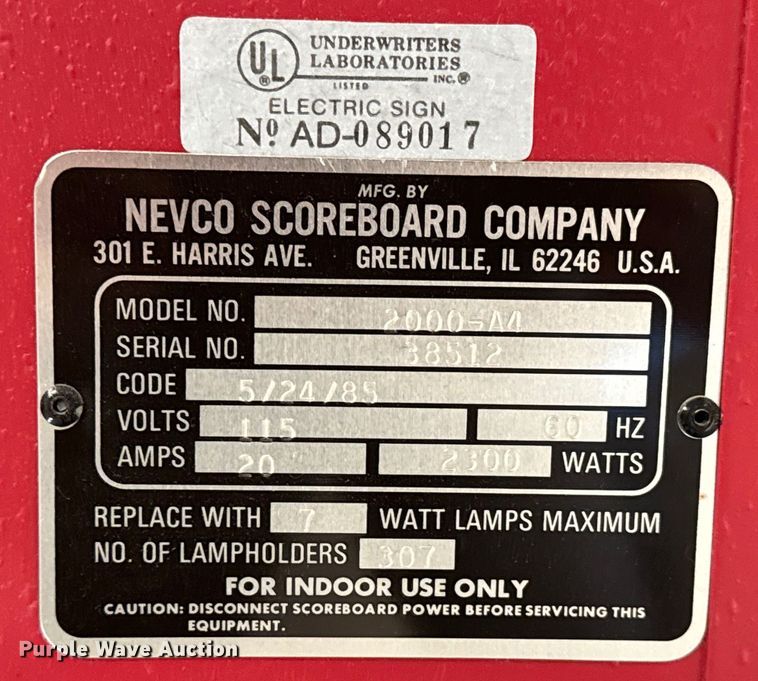 UL ®
UNDERWRITERS
LABORATORIES
INC.®
LISTED
ELECTRIC SIGN
Nº AD-089017
MFG. BY
NEVCO SCOREBOARD COMPANY
301 E. HARRIS AVE. GREENVILLE, IL 62246 U.S.A.
MODEL NO. 2000-A4
SERIAL NO. 38512
CODE 5/24/85
VOLTS 115 60 HZ
AMPS 20 2300 WATTS
REPLACE WITH 7 WATT LAMPS MAXIMUM
NO. OF LAMPHOLDERS 307
FOR INDOOR USE ONLY
CAUTION: DISCONNECT SCOREBOARD POWER BEFORE SERVICING THIS
EQUIPMENT.
Purple Wave Auction